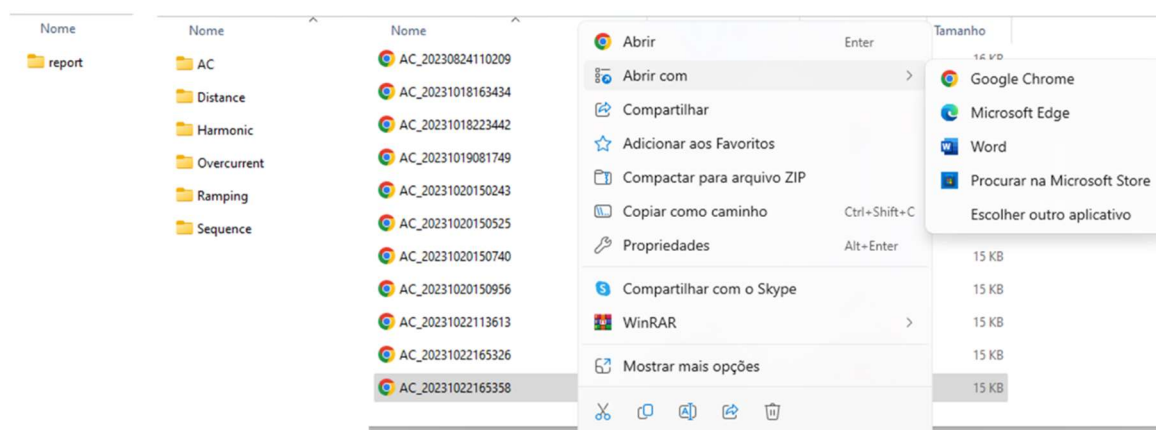 Nome
report
Nome
AC
Distance
Harmonic
Overcurrent
Ramping
Sequence
Nome
AC_20230824110209
AC_20231018163434
AC_20231018223442
AC_20231019081749
AC_20231020150243
AC_20231020150525
AC_20231020150740
AC_20231020150956
AC_20231022113613
AC_20231022165326
AC_20231022165358
Abrir Enter
Abrir com
Compartilhar
Adicionar aos Favoritos
Compactar para arquivo ZIP
Copiar como caminho Ctrl+Shift+C
Propriedades Alt+Enter
Compartilhar com o Skype
WinRAR
Mostrar mais opções
Tamanho
16 KB
Google Chrome
Microsoft Edge
Word
Procurar na Microsoft Store
Escolher outro aplicativo
15 KB
15 KB
15 KB
15 KB
15 KB